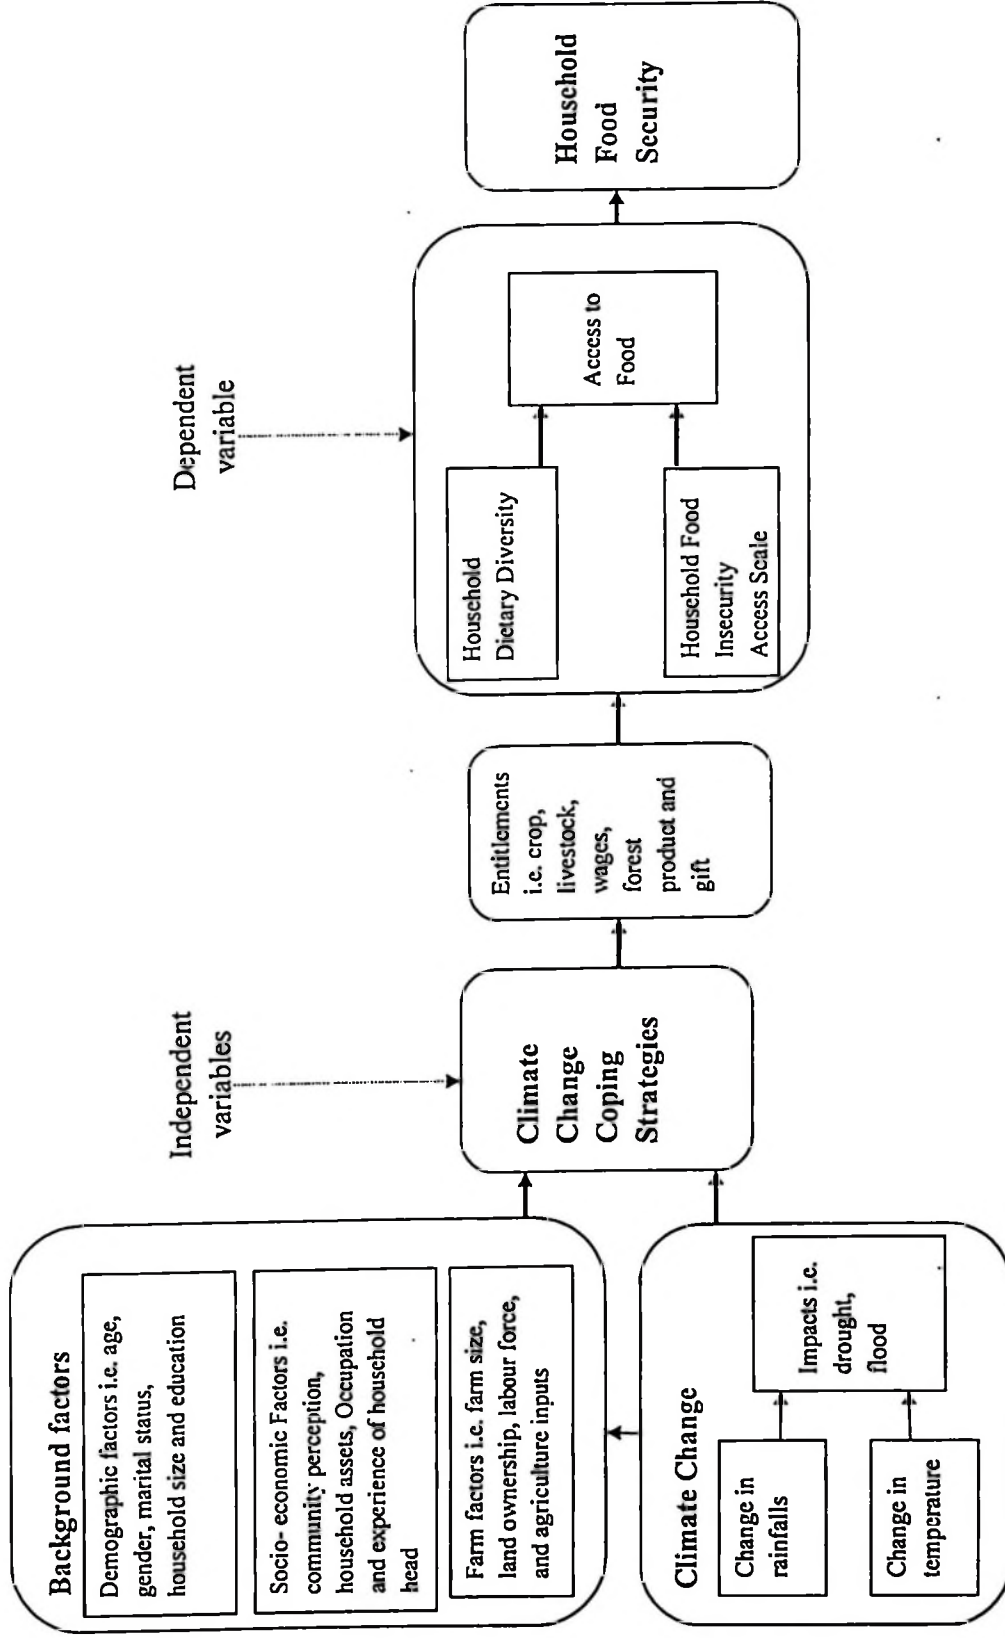 Background factors
Demographic factors i.e. age,
gender, marital status,
household size and education
Socio- economic Factors i.e.
community perception,
household assets, Occupation
and experience of household
head
Farm factors i.e. farm size,
land ownership, labour force,
and agriculture inputs
Climate Change
Change in
rainfalls
Change in
temperature
Impacts i.e.
drought,
flood
Independent
variables
Climate
Change
Coping
Strategies
Entitlements
i.e. crop,
livestock,
wages,
forest
product and
gift
Dependent
variable
Household
Dietary Diversity
Household Food
Insecurity
Access Scale
Access to
Food
Household
Food
Security